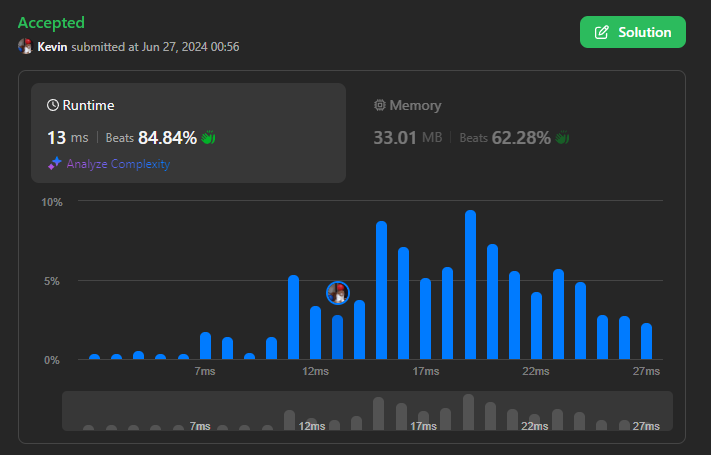 Accepted
Kevin submitted at Jun 27, 2024 00:56
Solution
Runtime
13 ms | Beats 84.84%
Analyze Complexity
Memory
33.01 MB | Beats 62.28%
10%
5%
0%
7ms 12ms 17ms 22ms 27ms
7ms 12ms 17ms 22ms 27ms